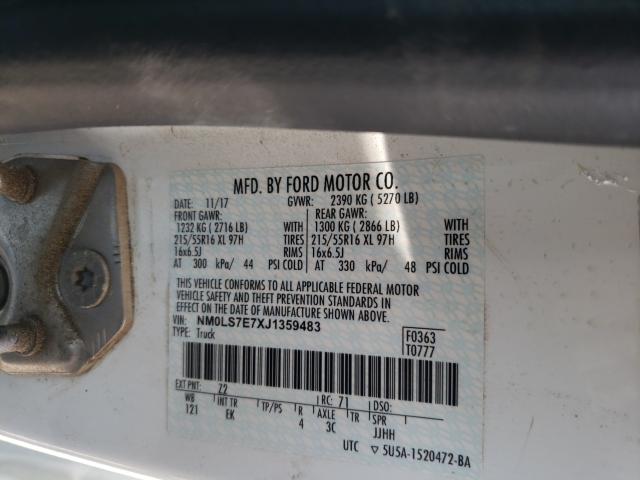 MFD. BY FORD MOTOR CO.
DATE: 11/17 GVWR: 2390 KG ( 5270 LB)
FRONT GAWR: REAR GAWR:
1232 KG ( 2716 LB) WITH 1300 KG ( 2866 LB) WITH
215/55R16 XL 97H TIRES 215/55R16 XL 97H TIRES
16x6.5J RIMS 16x6.5J RIMS
AT 300 kPa/ 44 PSI COLD AT 330 kPa/ 48 PSI COLD
THIS VEHICLE CONFORMS TO ALL APPLICABLE FEDERAL MOTOR
VEHICLE SAFETY AND THEFT PREVENTION STANDARDS IN
EFFECT ON THE DATE OF MANUFACTURE SHOWN ABOVE.
VIN: NM0LS7E7XJ1359483 F0363
TYPE: Truck T0777
EXT PNT: Z2 RC: 71 DSO:
WB INT TR TP/PS R AXLE TR SPR
121 EK 4 3C JJHH
UTC ▽ 5U5A-1520472-BA